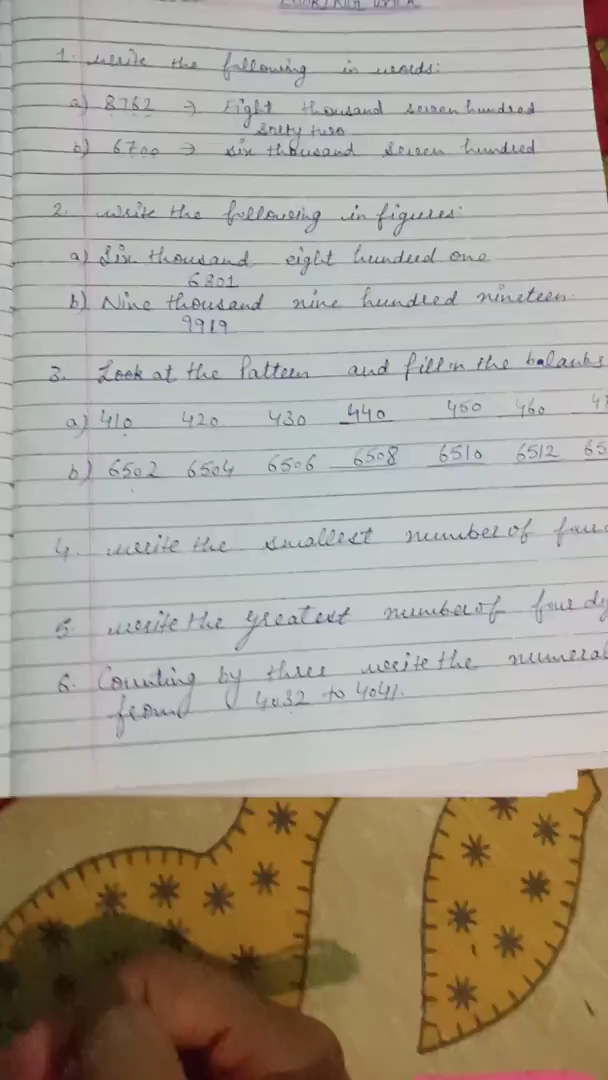 1. Write the following in words:
a) 8762 → Eight thousand seven hundred
sixty two
b) 6700 → six thousand seven hundred
2. Write the following in figures:
a) Six thousand eight hundred one
6801
b) Nine thousand nine hundred nineteen
9919
3. Look at the Pattern and fill in the balanks
a) 410 420 430 440 450 460
b) 6502 6504 6506 6508 6510 6512
4. Write the smallest number of
5. Write the greatest number of four
6. Counting by three write the numeral
from 4032 to 4041.